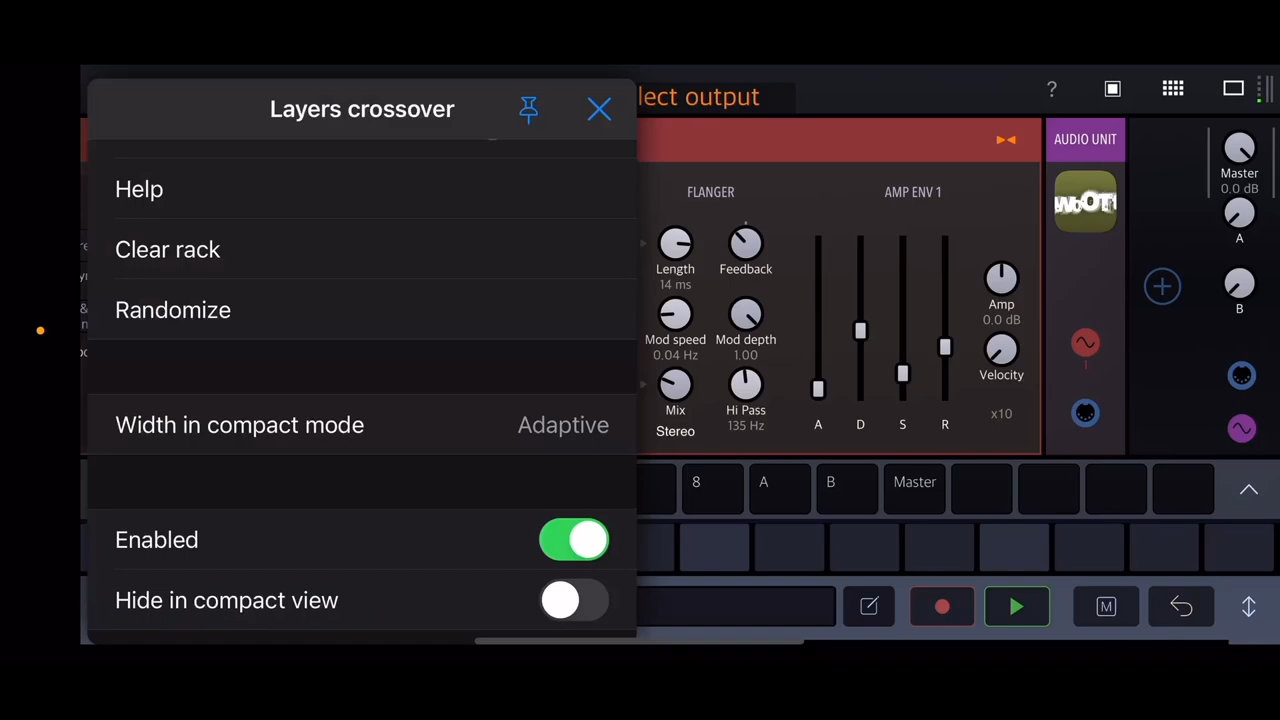 Layers crossover
Help
Clear rack
Randomize
Width in compact mode
Adaptive
Enabled
Hide in compact view
lect output
?
FLANGER
AMP ENV 1
Length
14 ms
Feedback
Mod speed
0.04 Hz
Mod depth
1.00
Mix
Stereo
Hi Pass
135 Hz
A
D
S
R
Amp
0.0 dB
Velocity
x10
AUDIO UNIT
WOOT!
1
Master
0.0 dB
A
B
8
A
B
Master
M